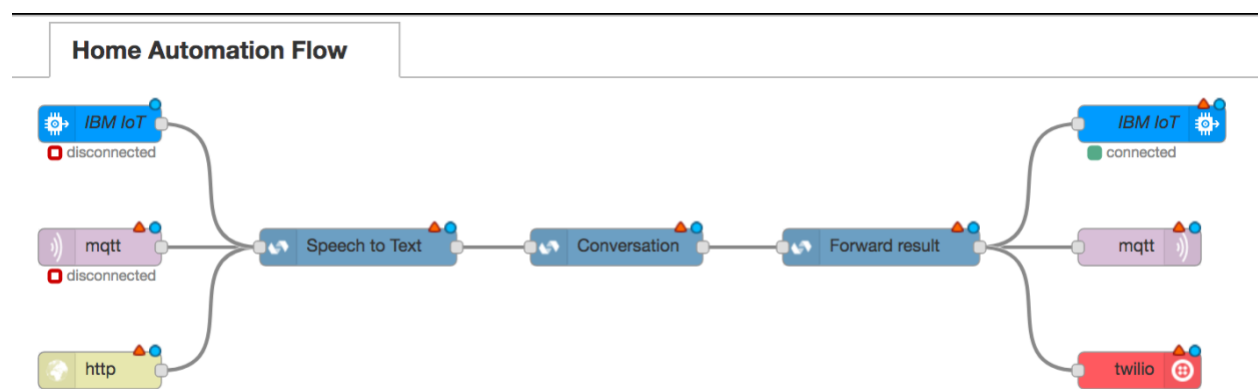 Home Automation Flow
IBM IoT
disconnected
mqtt
disconnected
http
Speech to Text
Conversation
Forward result
IBM IoT
connected
mqtt
twilio